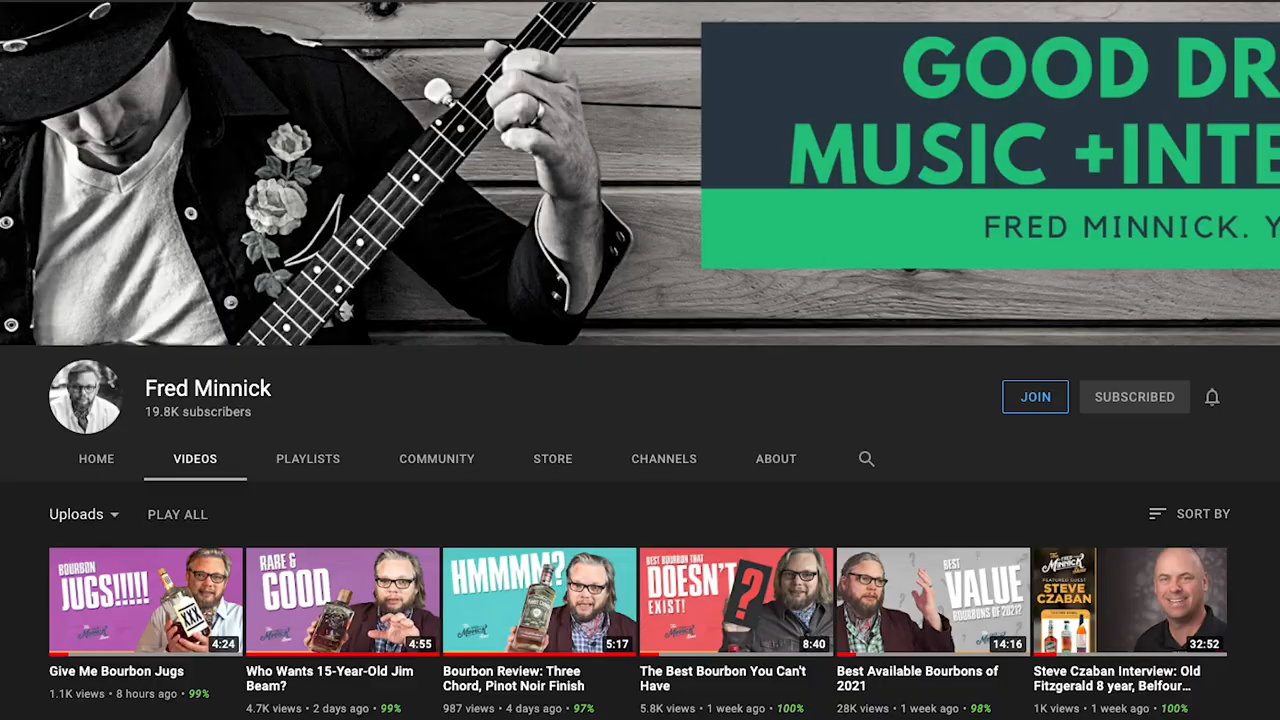 GOOD DR
MUSIC +INTE
FRED MINNICK. Y
Fred Minnick
19.8K subscribers
JOIN
SUBSCRIBED
HOME
VIDEOS
PLAYLISTS
COMMUNITY
STORE
CHANNELS
ABOUT
Uploads
PLAY ALL
SORT BY
BOURBON
JUGS!!!!!
XXX
4:24
RARE &
GOOD
4:55
HMMMM?
5:17
BEST BOURBON THAT
DOESN'T
EXIST!
?
8:40
BEST
VALUE
BOURBONS OF 2021?
14:16
The
FRED
MINNICK
Show
FEATURED GUEST
STEVE
CZABAN
32:52
Give Me Bourbon Jugs
1.1K views • 8 hours ago • 99%
Who Wants 15-Year-Old Jim
Beam?
4.7K views • 2 days ago • 99%
Bourbon Review: Three
Chord, Pinot Noir Finish
987 views • 4 days ago • 97%
The Best Bourbon You Can't
Have
5.8K views • 1 week ago • 100%
Best Available Bourbons of
2021
28K views • 1 week ago • 98%
Steve Czaban Interview: Old
Fitzgerald 8 year, Belfour...
1K views • 1 week ago • 100%